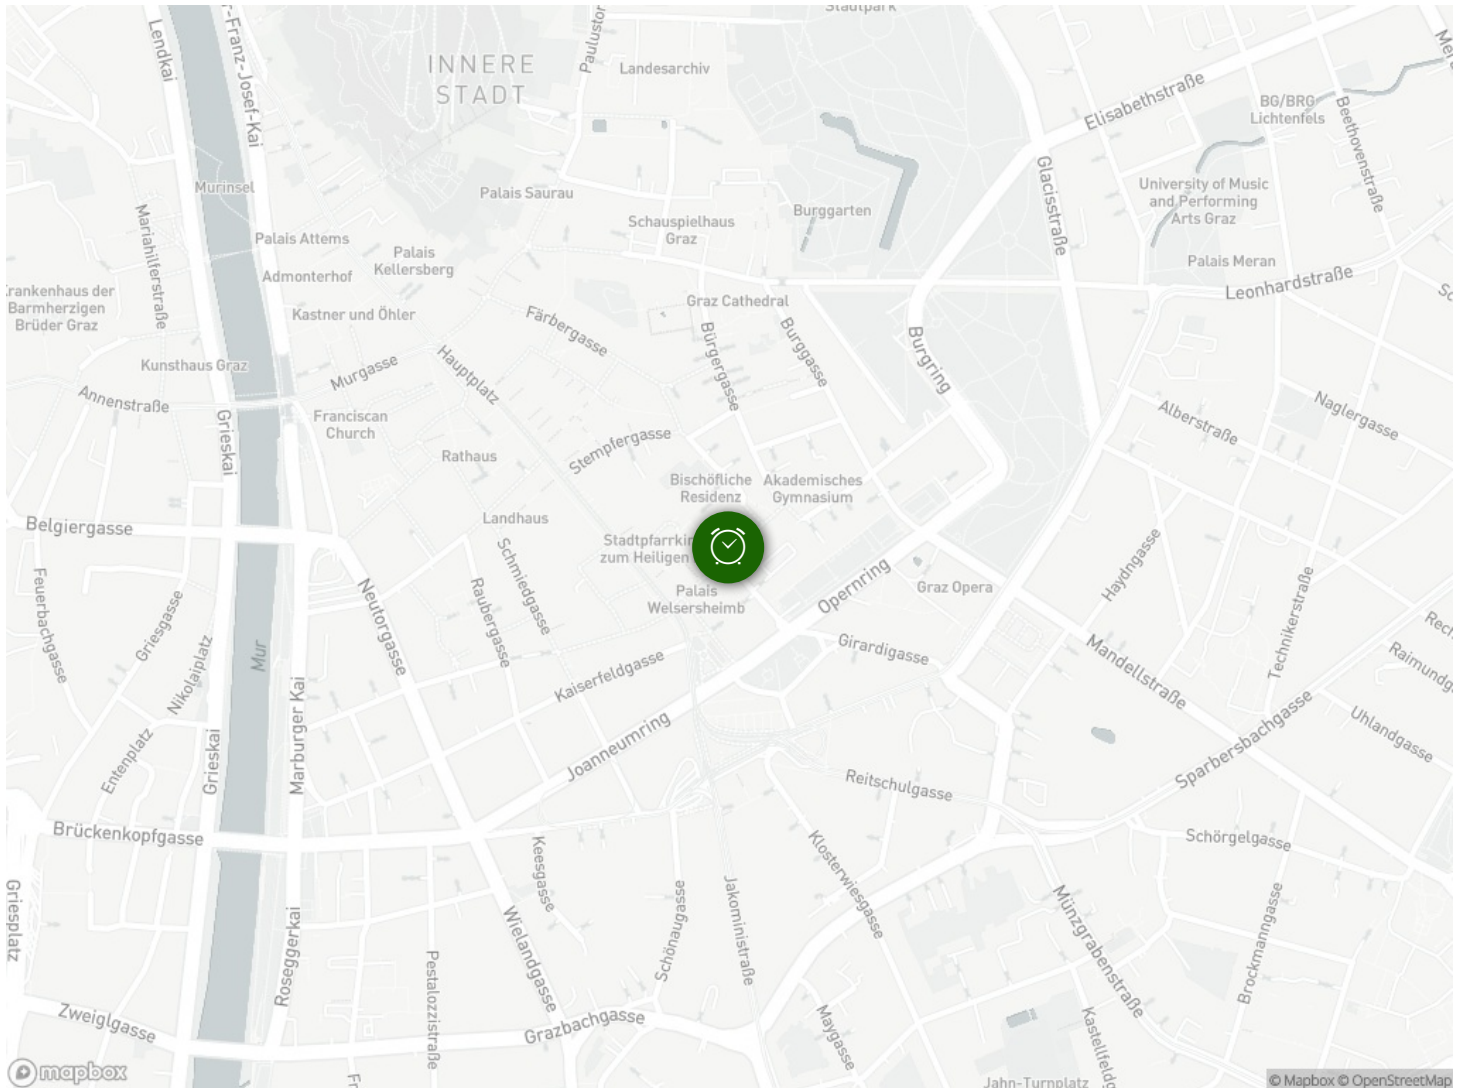 Stadtpark
Lendkai
r-Franz-Josef-Kai
Paulustor
INNERE
STADT
Landesarchiv
Elisabethstraße
BG/BRG
Lichtenfels
Beethovenstraße
Murinsel
Palais Saurau
Burggarten
Schauspielhaus
Graz
Glacisstraße
University of Music
and Performing
Arts Graz
Mariahilferstraße
Palais Attems
Palais
Kellersberg
Admonterhof
Palais Meran
Leonhardstraße
Krankenhaus der
Barmherzigen
Brüder Graz
Kastner und Öhler
Färbergasse
Graz Cathedral
Bürgergasse
Burggasse
Burgring
Kunsthaus Graz
Murgasse
Hauptplatz
Annenstraße
Grieskai
Franciscan
Church
Rathaus
Stempfergasse
Alberstraße
Naglergasse
Bischöfliche
Residenz
Akademisches
Gymnasium
Belgiergasse
Landhaus
Stadtpfarrkir
zum Heiligen
Schmiedgasse
Raubergasse
Palais
Welsersheimb
Opernring
Graz Opera
Haydngasse
Technikerstraße
Feuerbachgasse
Griesgasse
Nikolaiplatz
Mur
Neutorgasse
Kaiserfeldgasse
Girardigasse
Mandellstraße
Rech
Raimundg
Uhlandgasse
Entenplatz
Grieskai
Marburger Kai
Joanneumring
Reitschulgasse
Sparbersbachgasse
Brückenkopfgasse
Keesgasse
Klosterwiesgasse
Schörgelgasse
Griesplatz
Roseggerkai
Wielandgasse
Schönaugasse
Jakoministraße
Münzgrabenstraße
Brockmanngasse
Pestalozzistraße
Zweiglgasse
Grazbachgasse
Maygasse
Kastellfeldg
Fr
Jahn-Turnplatz
mapbox
© Mapbox © OpenStreetMap